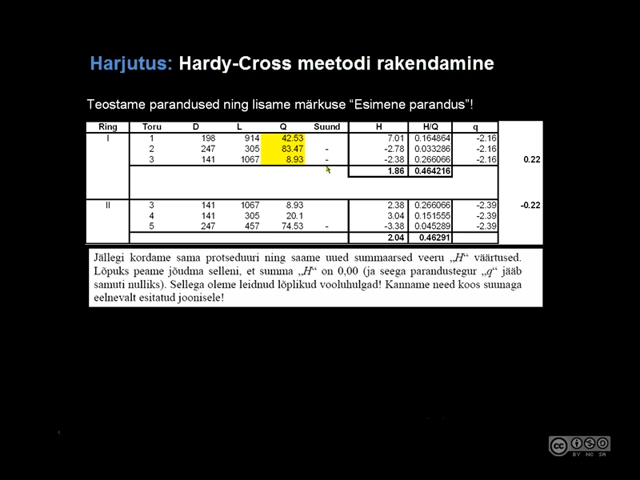 Harjutus: Hardy-Cross meetodi rakendamine
Teostame parandused ning lisame märkuse "Esimene parandus"!
Ring Toru D L Q Suund H H/Q q
I 1 198 914 42.53 7.01 0.164864 -2.16
2 247 305 83.47 - -2.78 0.033286 -2.16
3 141 1067 8.93 - -2.38 0.266066 -2.16 0.22
1.86 0.464216
II 3 141 1067 8.93 2.38 0.266066 -2.39 -0.22
4 141 305 20.1 3.04 0.151555 -2.39
5 247 457 74.53 - -3.38 0.045289 -2.39
2.04 0.46291
Jällegi kordame sama protseduuri ning saame uued summaarsed veeru „H“ väärtused.
Lõpuks peame jõudma selleni, et summa „H“ on 0,00 (ja seega parandustegur „q“ jääb
samuti nulliks). Sellega oleme leidnud lõplikud vooluhulgad! Kanname need koos suunaga
eelnevalt esitatud joonisele!
BY NC SA